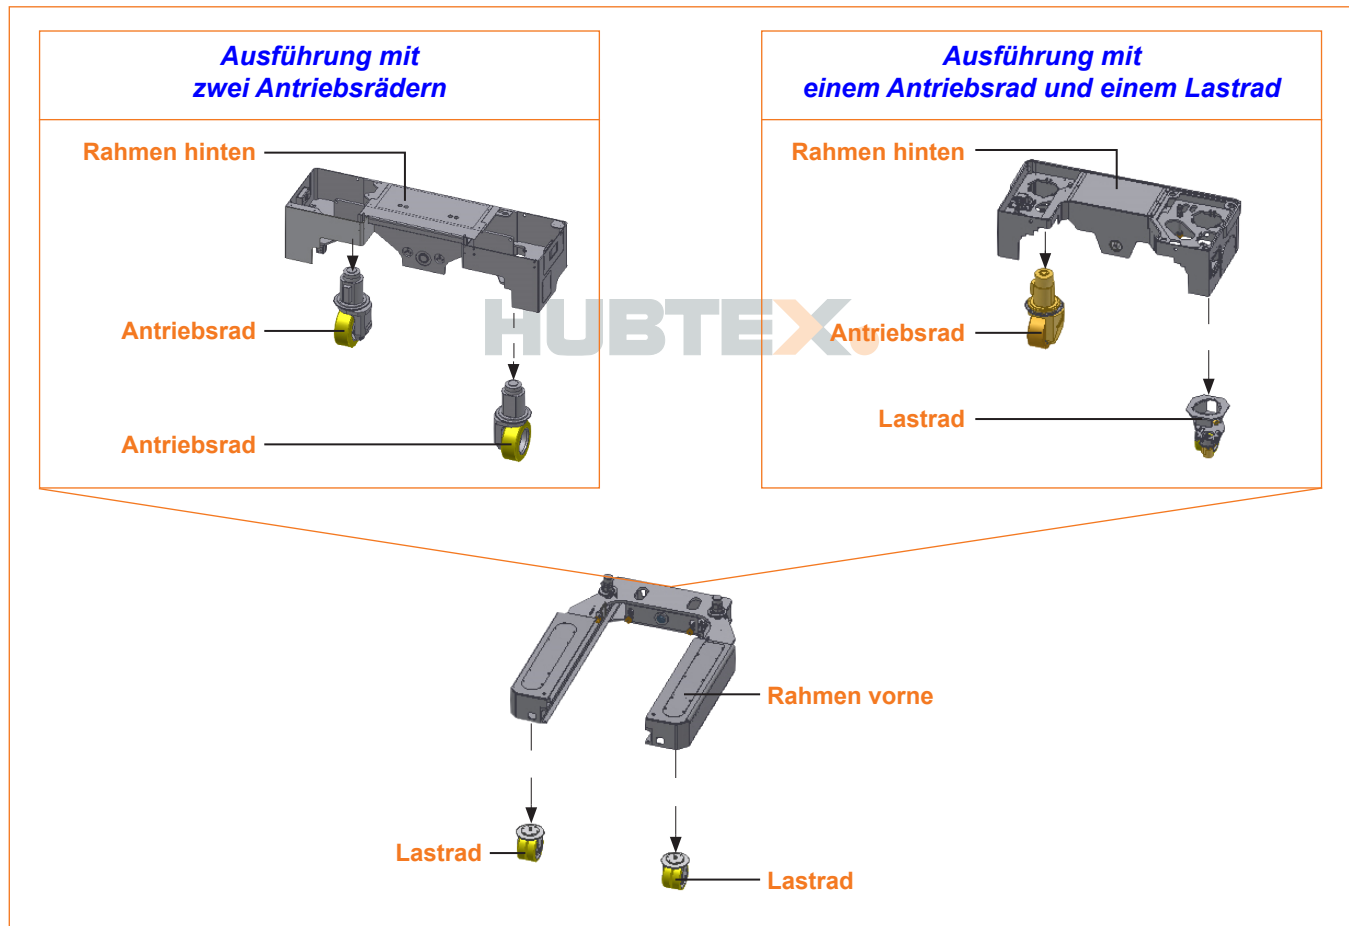 Ausführung mit
zwei Antriebsrädern
Rahmen hinten
Antriebsrad
Antriebsrad
Ausführung mit
einem Antriebsrad und einem Lastrad
Rahmen hinten
Antriebsrad
Lastrad
HUBTEX.
Rahmen vorne
Lastrad
Lastrad